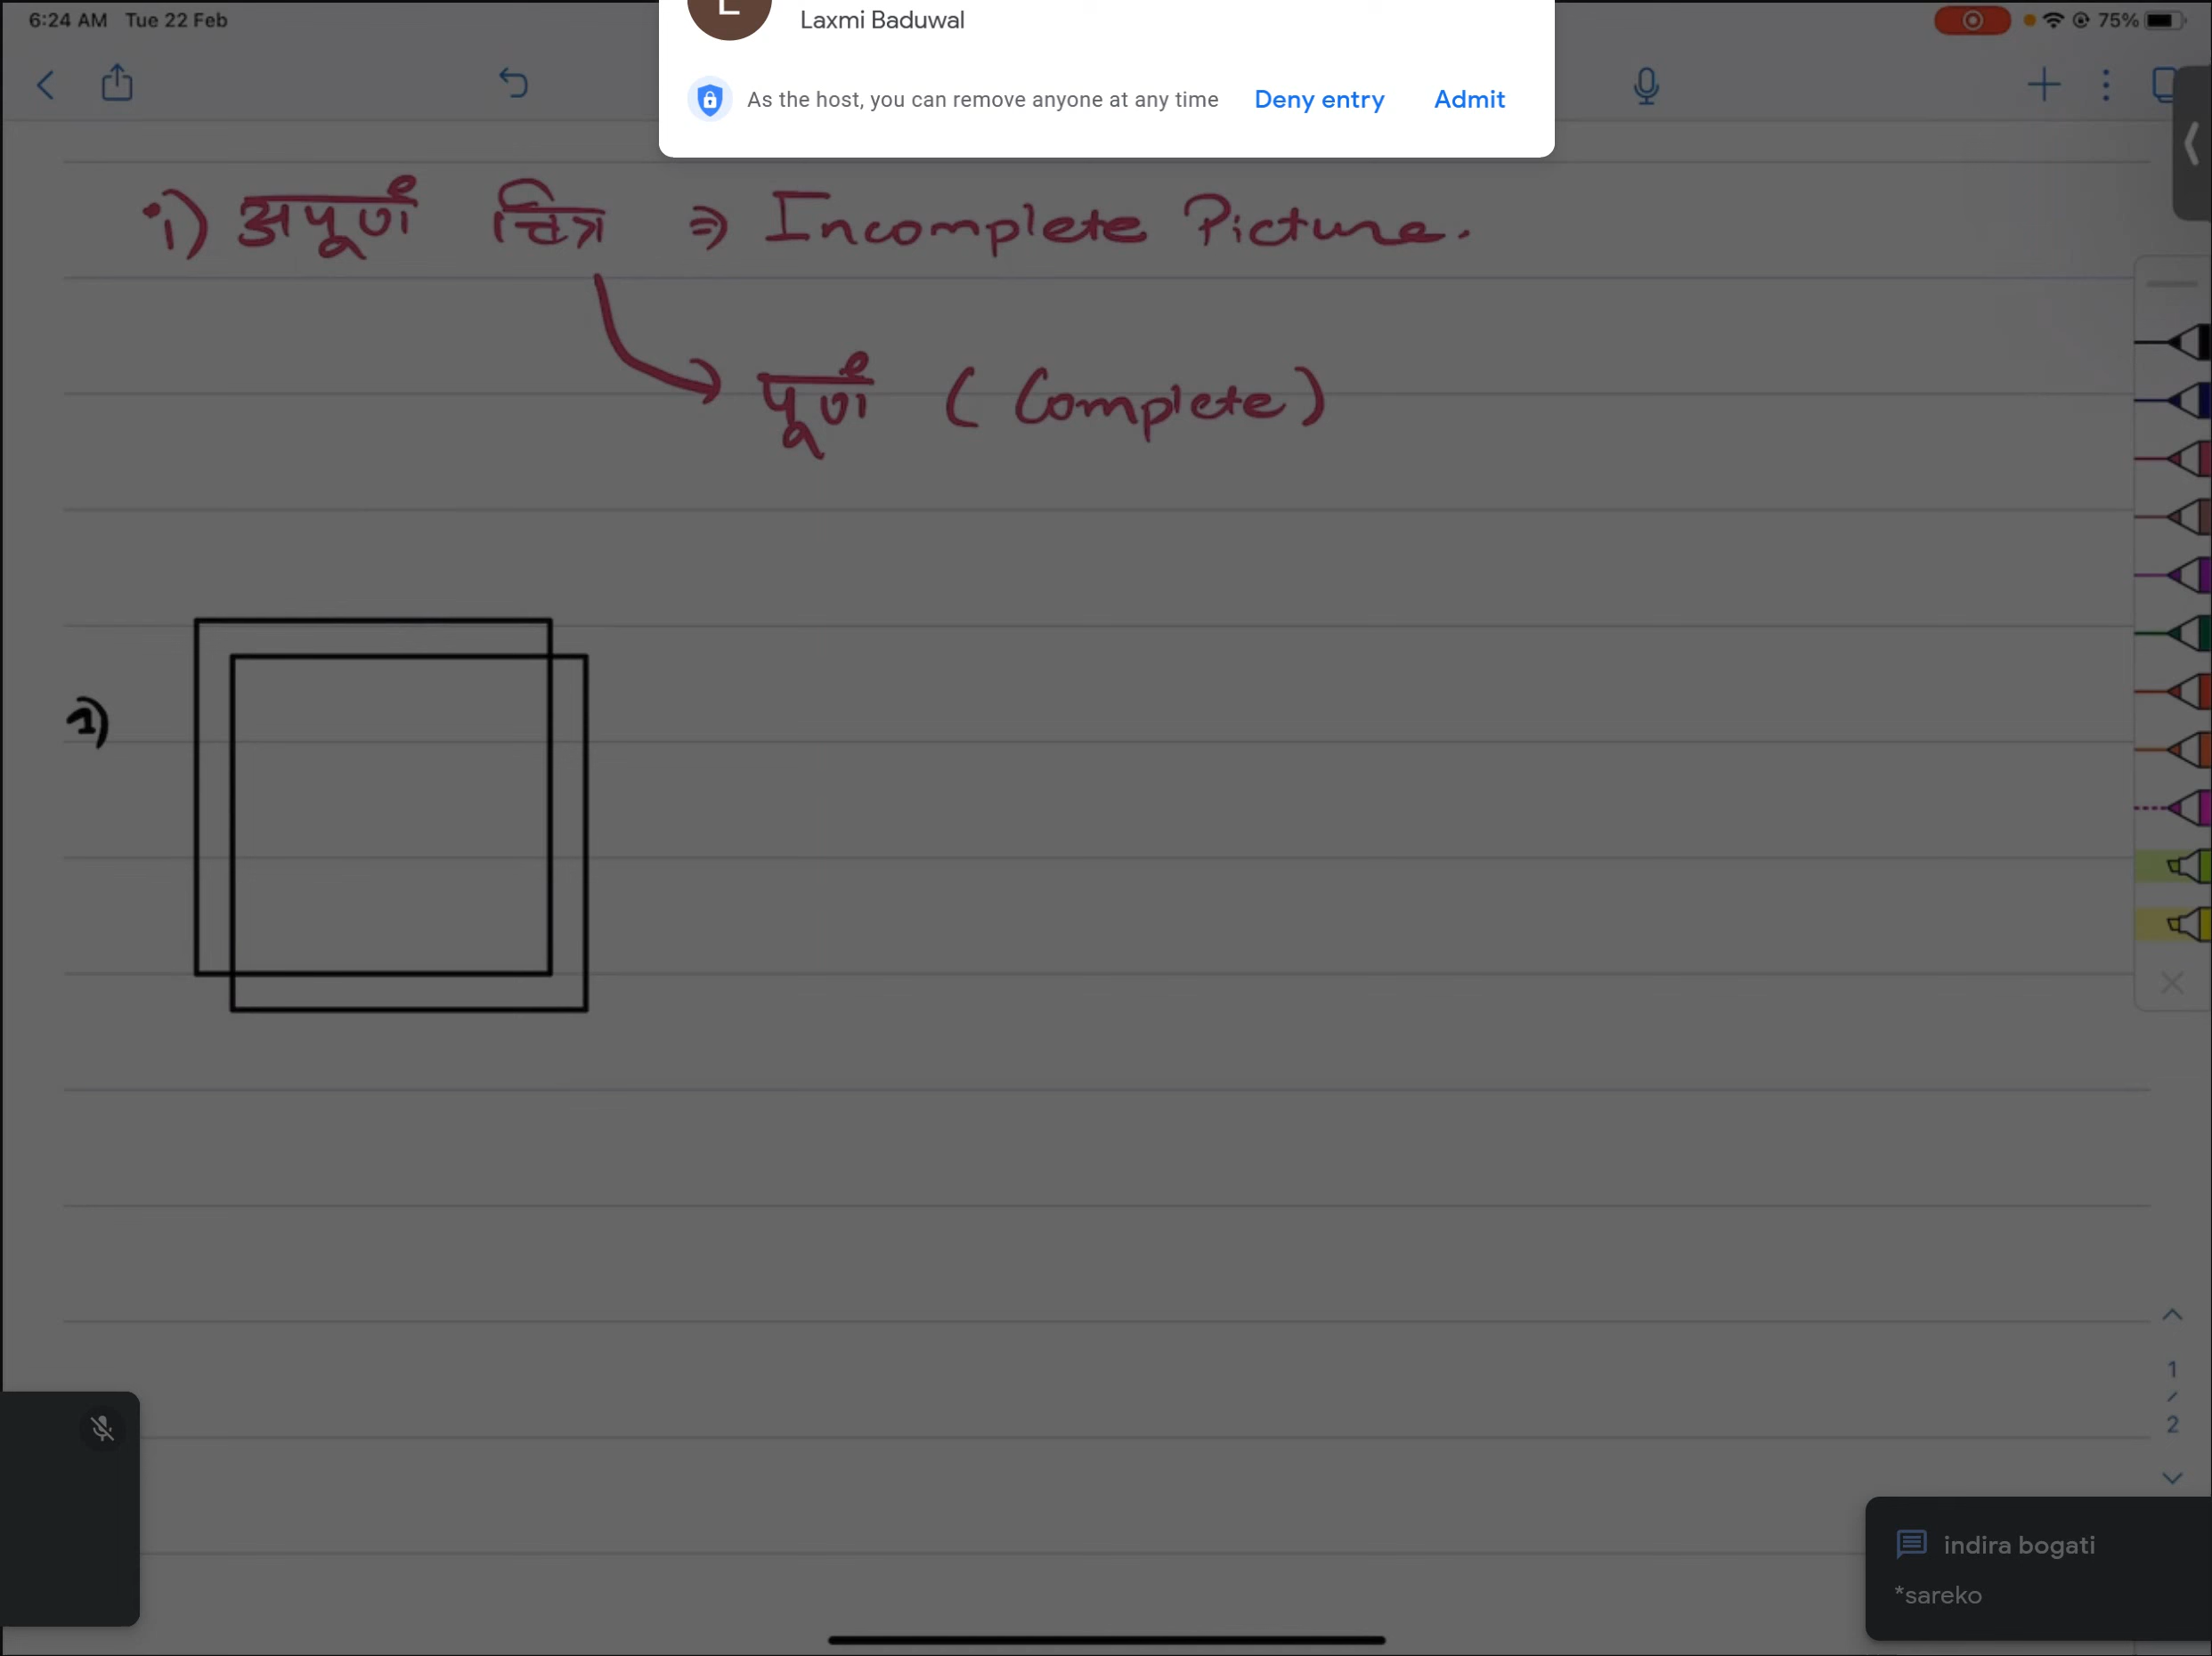 6:24 AM Tue 22 Feb
75%
Laxmi Baduwal
As the host, you can remove anyone at any time
Deny entry
Admit
i) अपूर्ण चित्र ⇒ Incomplete Picture.
पूर्ण (Complete)
1)
1
/
2
indira bogati
*sareko